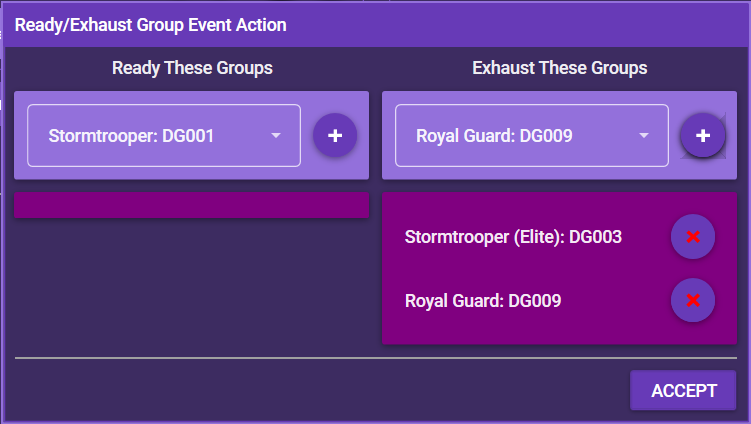 Ready/Exhaust Group Event Action
Ready These Groups
Exhaust These Groups
Stormtrooper: DG001
Royal Guard: DG009
Stormtrooper (Elite): DG003
Royal Guard: DG009
ACCEPT